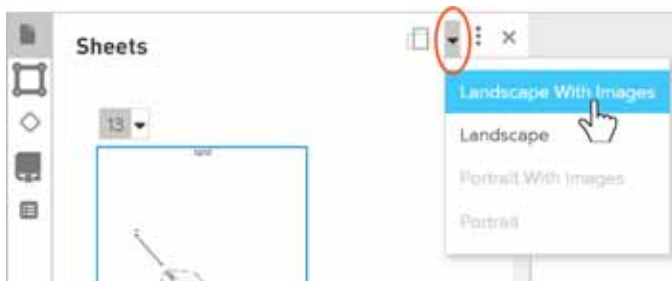 Sheets
Landscape With Images
13
Landscape
Portrait With Images
Portrait